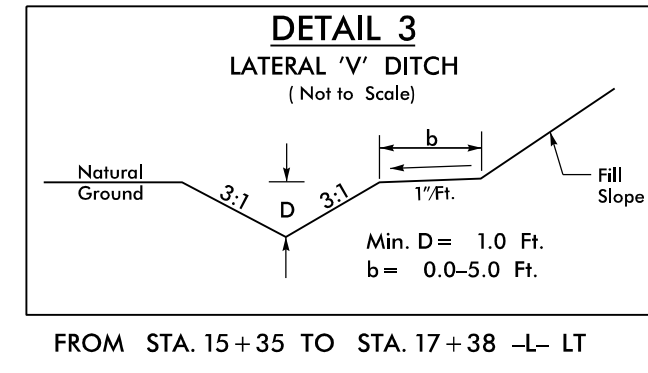 DETAIL 3
LATERAL 'V' DITCH
( Not to Scale)
b
Natural
Ground
3:1
D
3:1
1"/Ft.
Fill
Slope
Min. D = 1.0 Ft.
b = 0.0–5.0 Ft.
FROM STA. 15+35 TO STA. 17+38 –L– LT